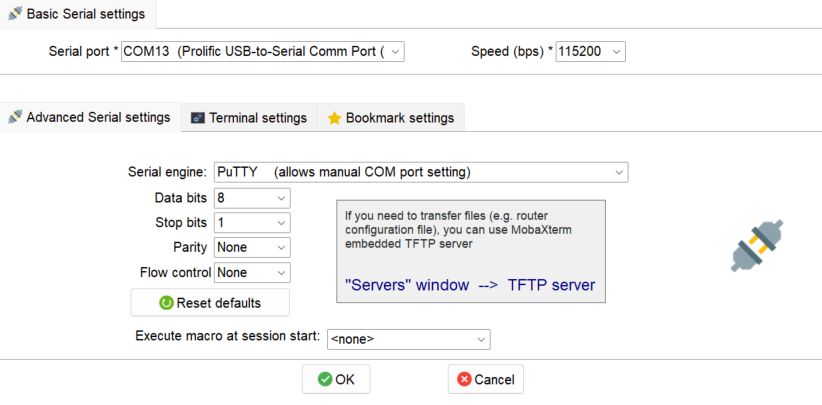 Basic Serial settings
Serial port * COM13 (Prolific USB-to-Serial Comm Port ( Speed (bps) * 115200
Advanced Serial settings Terminal settings Bookmark settings
Serial engine: PuTTY (allows manual COM port setting)
Data bits 8
Stop bits 1
Parity None
Flow control None
Reset defaults
If you need to transfer files (e.g. router
configuration file), you can use MobaXterm
embedded TFTP server
"Servers" window --> TFTP server
Execute macro at session start: <none>
OK Cancel